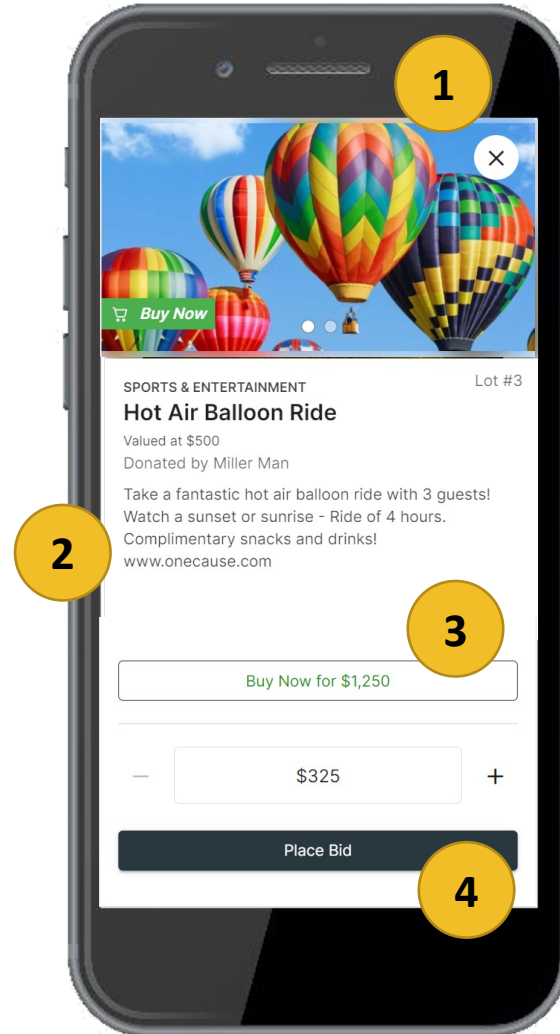 1
Buy Now
SPORTS & ENTERTAINMENT
Lot #3
Hot Air Balloon Ride
Valued at $500
Donated by Miller Man
Take a fantastic hot air balloon ride with 3 guests!
Watch a sunset or sunrise - Ride of 4 hours.
Complimentary snacks and drinks!
www.onecause.com
2
3
Buy Now for $1,250
$325
Place Bid
4